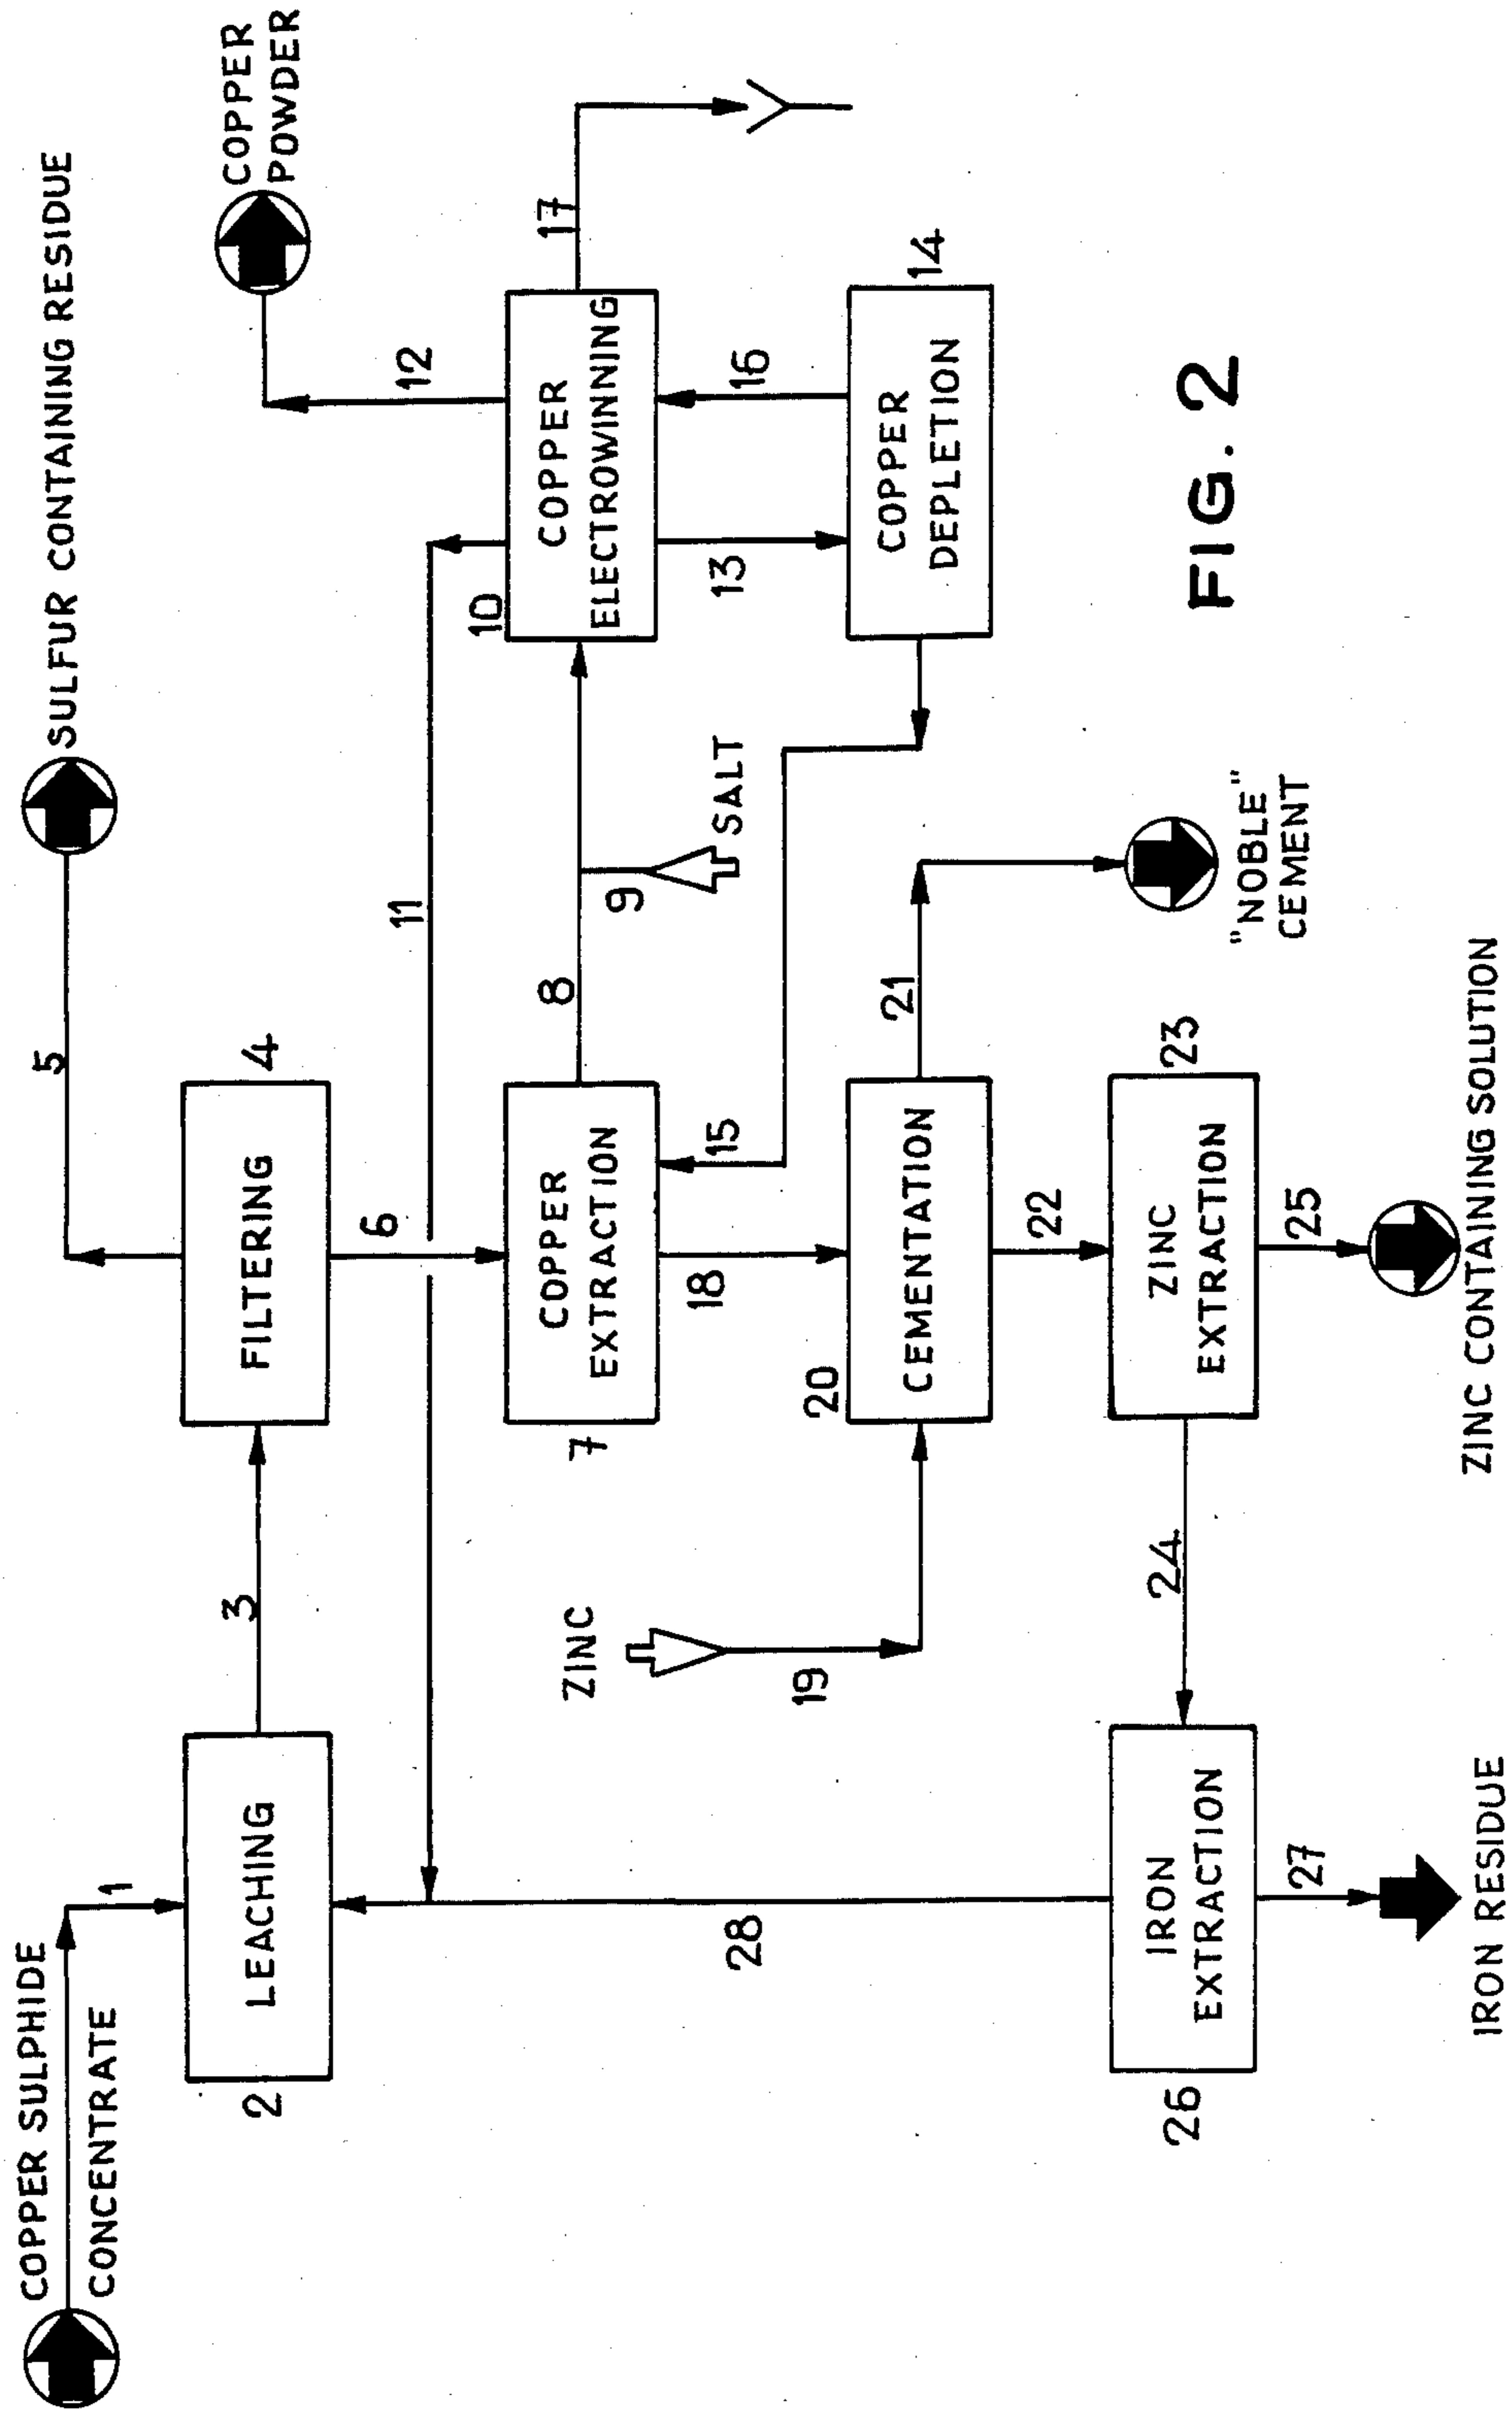 COPPER SULPHIDE
CONCENTRATE
1
LEACHING
2
3
FILTERING
4
5
SULFUR CONTAINING RESIDUE
6
COPPER
EXTRACTION
7
8
9
SALT
10
COPPER
ELECTROWINNING
11
12
COPPER
POWDER
13
COPPER
DEPLETION
14
15
16
17
18
ZINC
19
20
CEMENTATION
21
"NOBLE"
CEMENT
22
ZINC
EXTRACTION
23
24
25
ZINC CONTAINING SOLUTION
26
IRON
EXTRACTION
27
IRON RESIDUE
28
FIG. 2